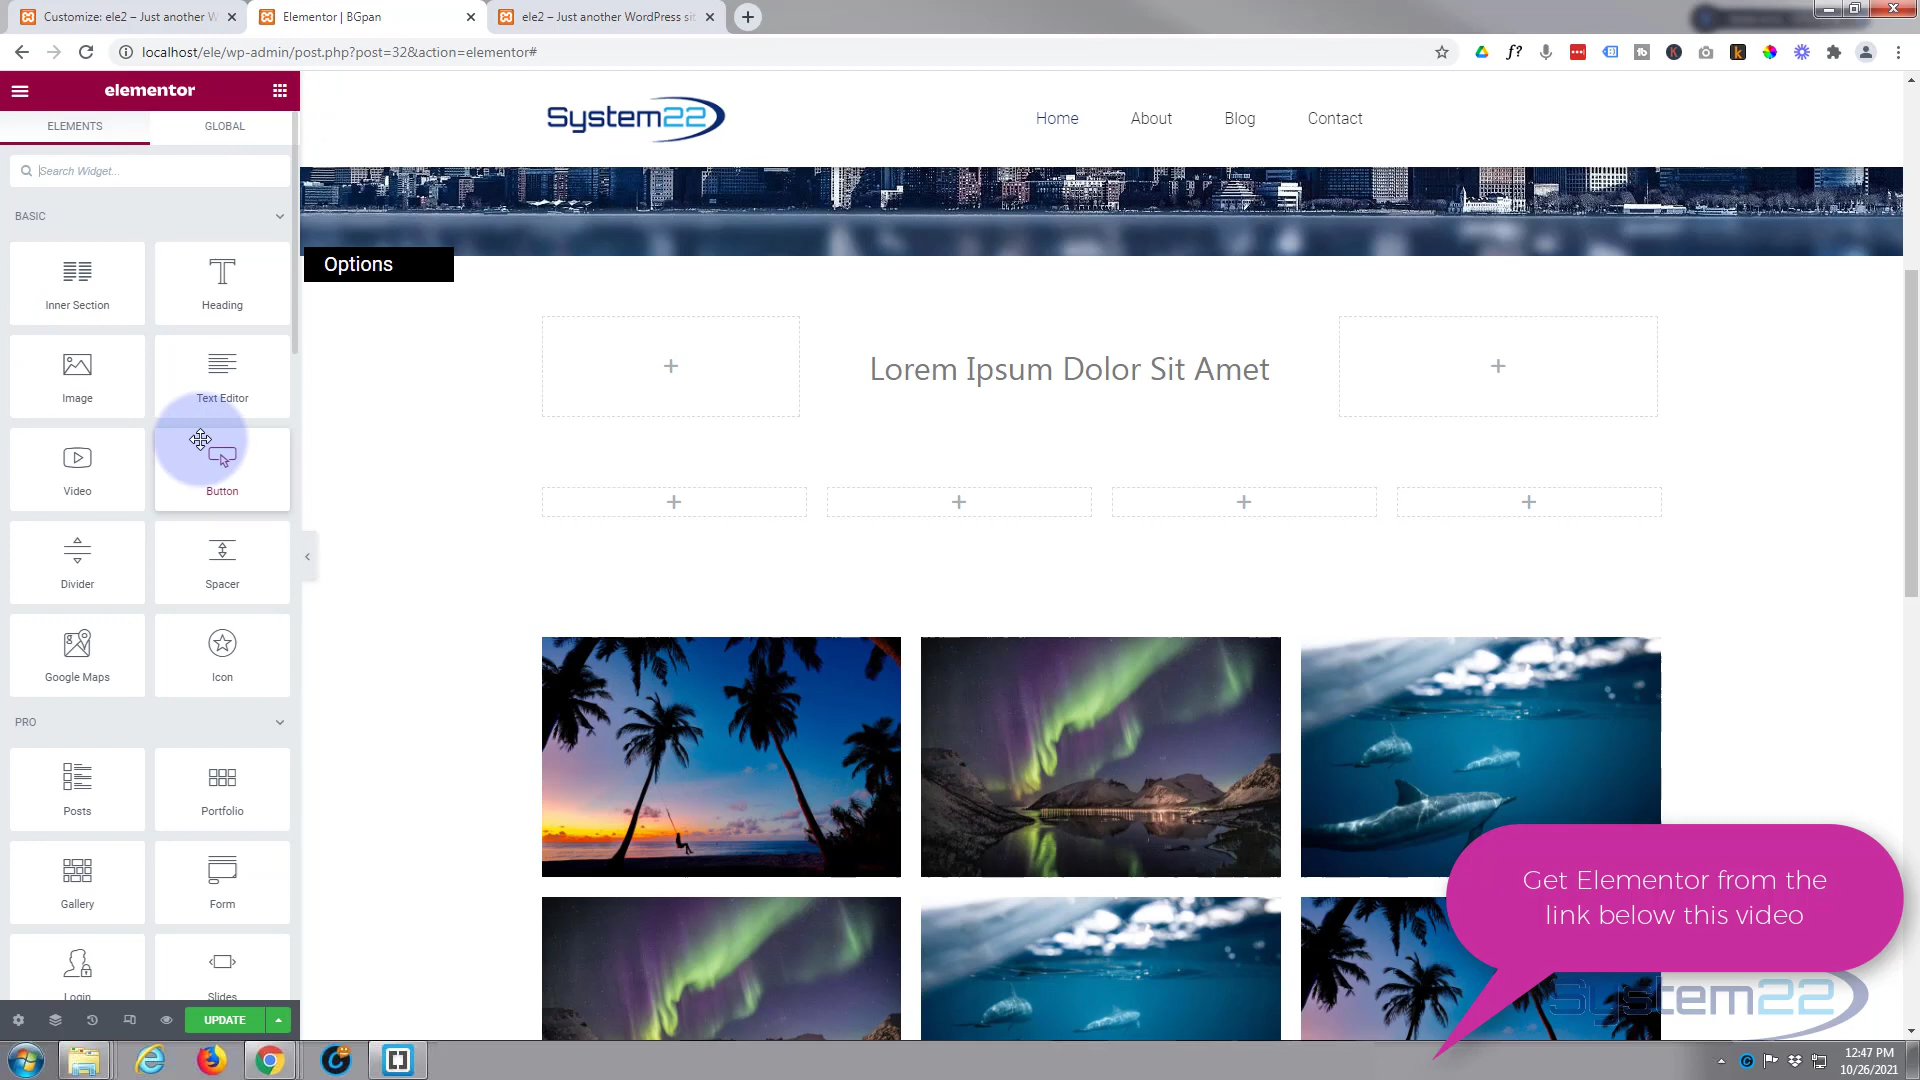 Customize: ele2 – Just another W
Elementor | BGpan
ele2 – Just another WordPress sit
localhost/ele/wp-admin/post.php?post=32&action=elementor#
f?
elementor
ELEMENTS
GLOBAL
Search Widget...
BASIC
Inner Section
Heading
Image
Text Editor
Video
Button
Divider
Spacer
Google Maps
Icon
PRO
Posts
Portfolio
Gallery
Form
Login
Slides
UPDATE
System22
Home
About
Blog
Contact
Options
Lorem Ipsum Dolor Sit Amet
Get Elementor from the
link below this video
System22
12:47 PM
10/26/2021